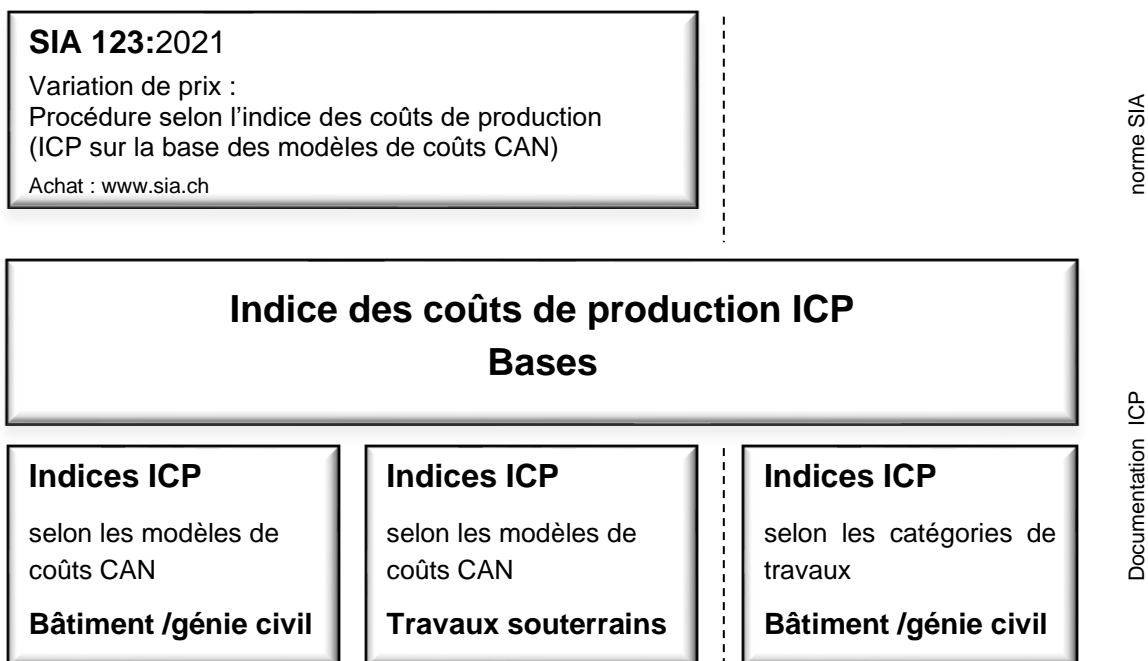 SIA 123:2021
Variation de prix :
Procédure selon l'indice des coûts de production
(ICP sur la base des modèles de coûts CAN)
Achat : www.sia.ch
norme SIA
Indice des coûts de production ICP
Bases
Indices ICP
selon les modèles de
coûts CAN
Bâtiment /génie civil
Indices ICP
selon les modèles de
coûts CAN
Travaux souterrains
Indices ICP
selon les catégories de
travaux
Bâtiment /génie civil
Documentation ICP